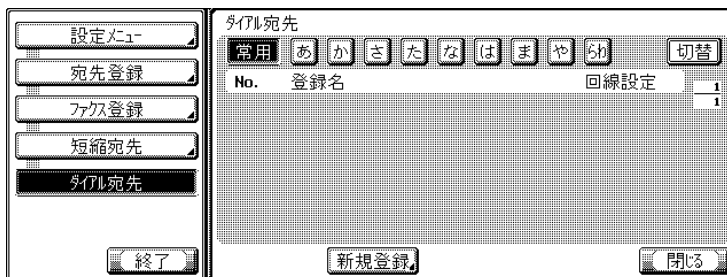 設定ﾒﾆｭｰ
宛先登録
ﾌｧｸｽ登録
短縮宛先
ﾀﾞｲｱﾙ宛先
終了
ﾀﾞｲｱﾙ宛先
常用 あ か さ た な は ま や らわ 切替
No. 登録名 回線設定
1
1
新規登録 閉じる